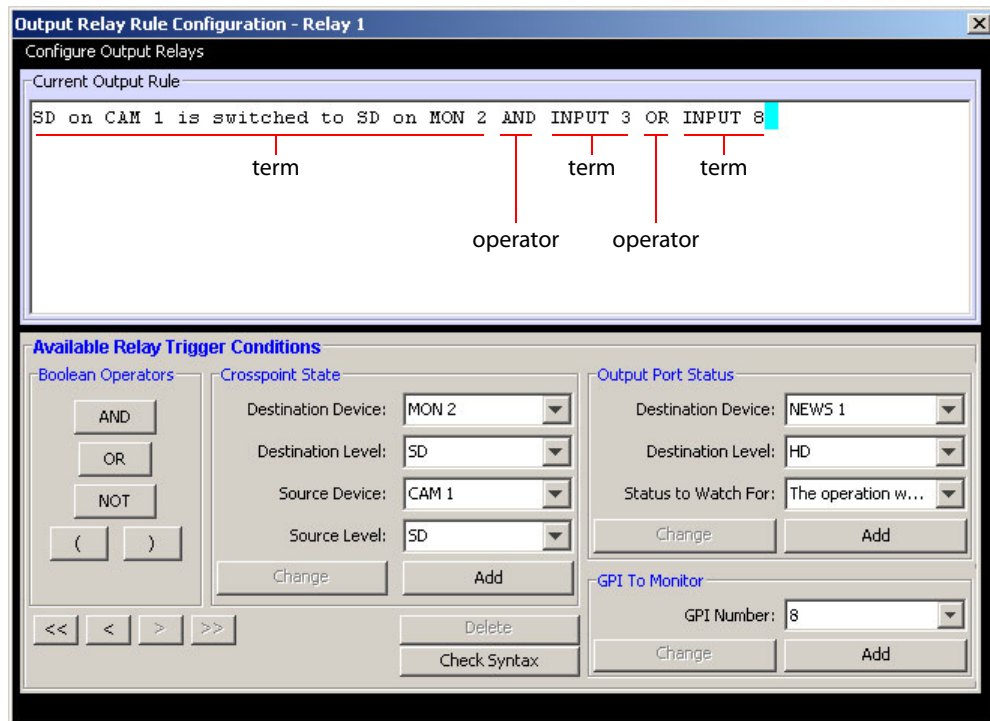 Output Relay Rule Configuration - Relay 1
Configure Output Relays
Current Output Rule
SD on CAM 1 is switched to SD on MON 2 AND INPUT 3 OR INPUT 8
term term term
operator operator
Available Relay Trigger Conditions
Boolean Operators
AND
OR
NOT
( )
Crosspoint State
Destination Device: MON 2
Destination Level: SD
Source Device: CAM 1
Source Level: SD
Change Add
Output Port Status
Destination Device: NEWS 1
Destination Level: HD
Status to Watch For: The operation w...
Change Add
GPI To Monitor
GPI Number: 8
Change Add
<< < > >>
Delete
Check Syntax